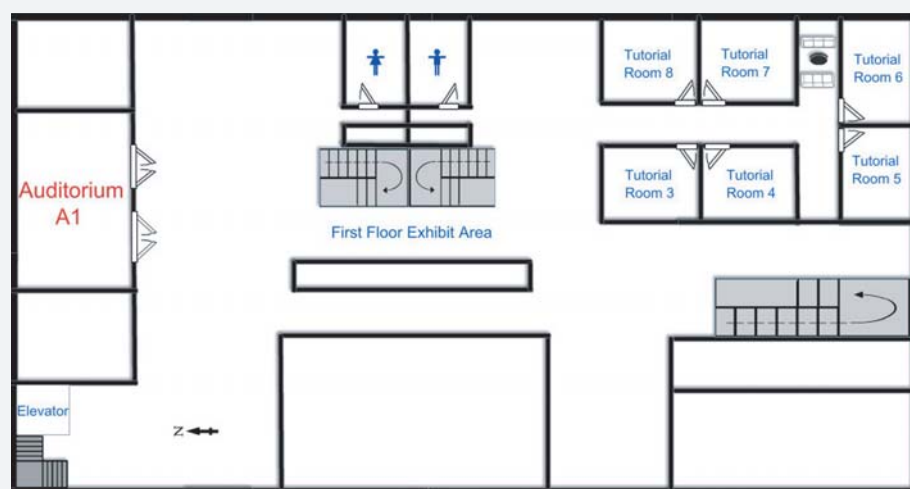 Tutorial
Room 8
Tutorial
Room 7
Tutorial
Room 6
Auditorium
A1
Tutorial
Room 3
Tutorial
Room 4
Tutorial
Room 5
First Floor Exhibit Area
Elevator
N